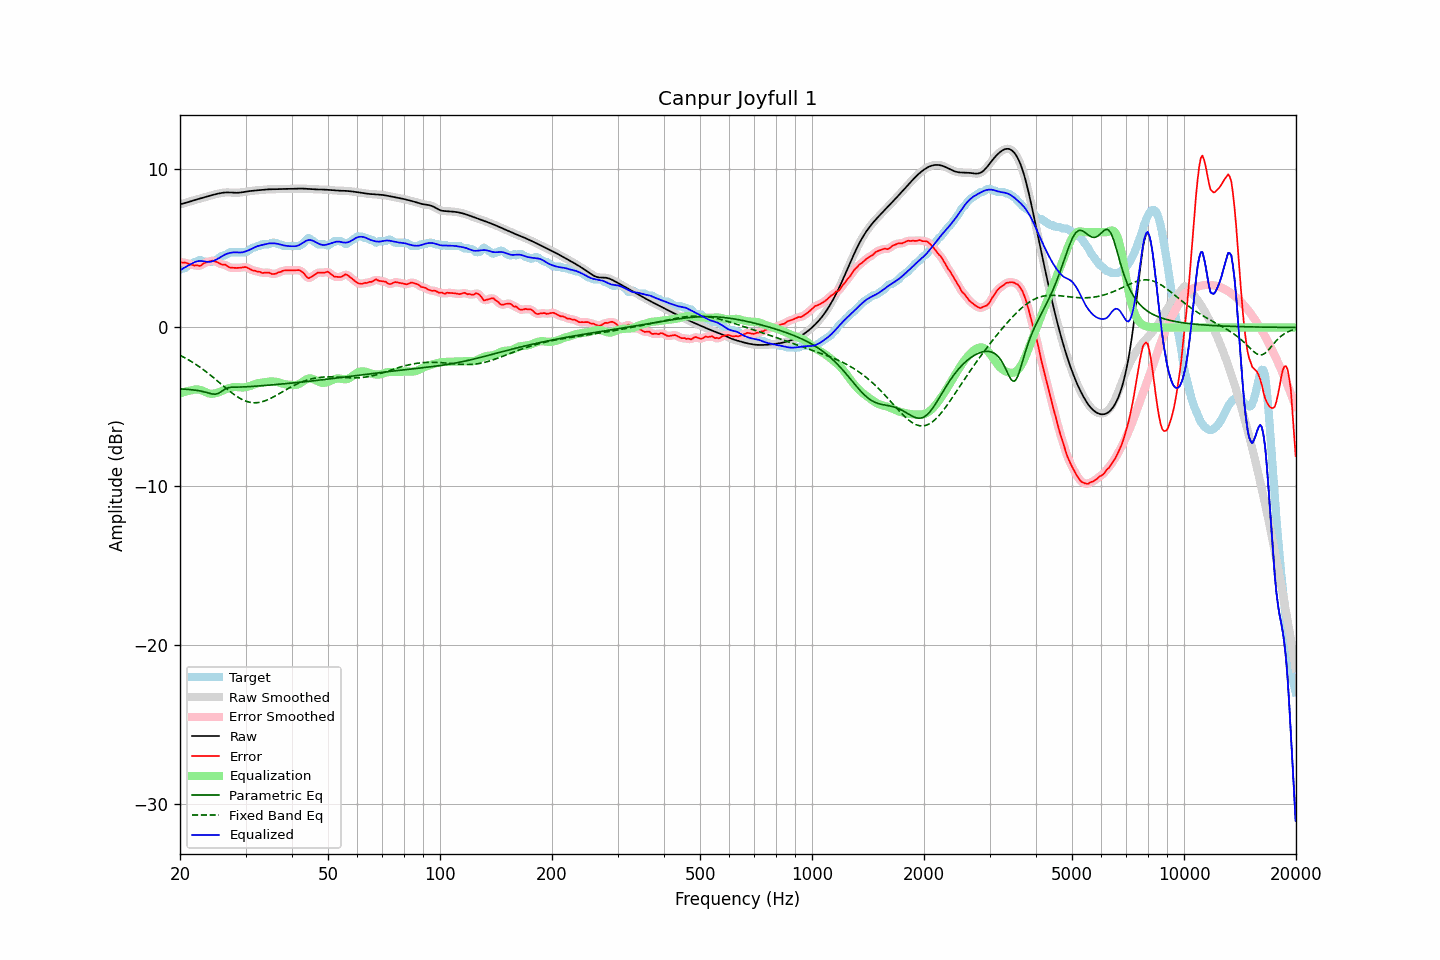 Canpur Joyfull 1
Amplitude (dBr)
10
0
−10
−20
−30
Target
Raw Smoothed
Error Smoothed
Raw
Error
Equalization
Parametric Eq
Fixed Band Eq
Equalized
20 50 100 200 500 1000 2000 5000 10000 20000
Frequency (Hz)